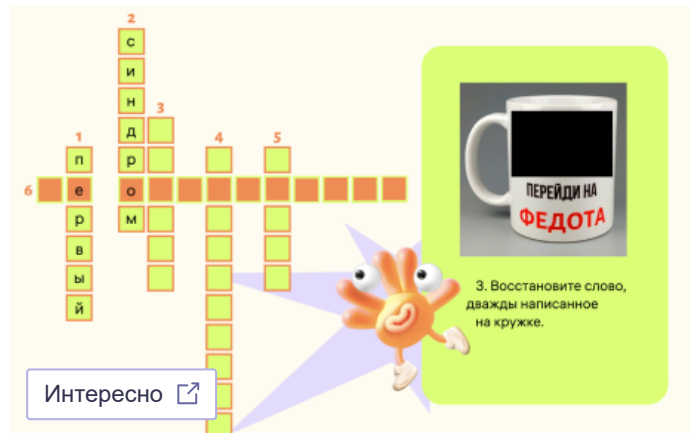 2
с
и
н
3
д
1
4
5
п
р
6
е
о
р
м
в
ы
й
ПЕРЕЙДИ НА
ФЕДОТА
3. Восстановите слово,
дважды написанное
на кружке.
Интересно